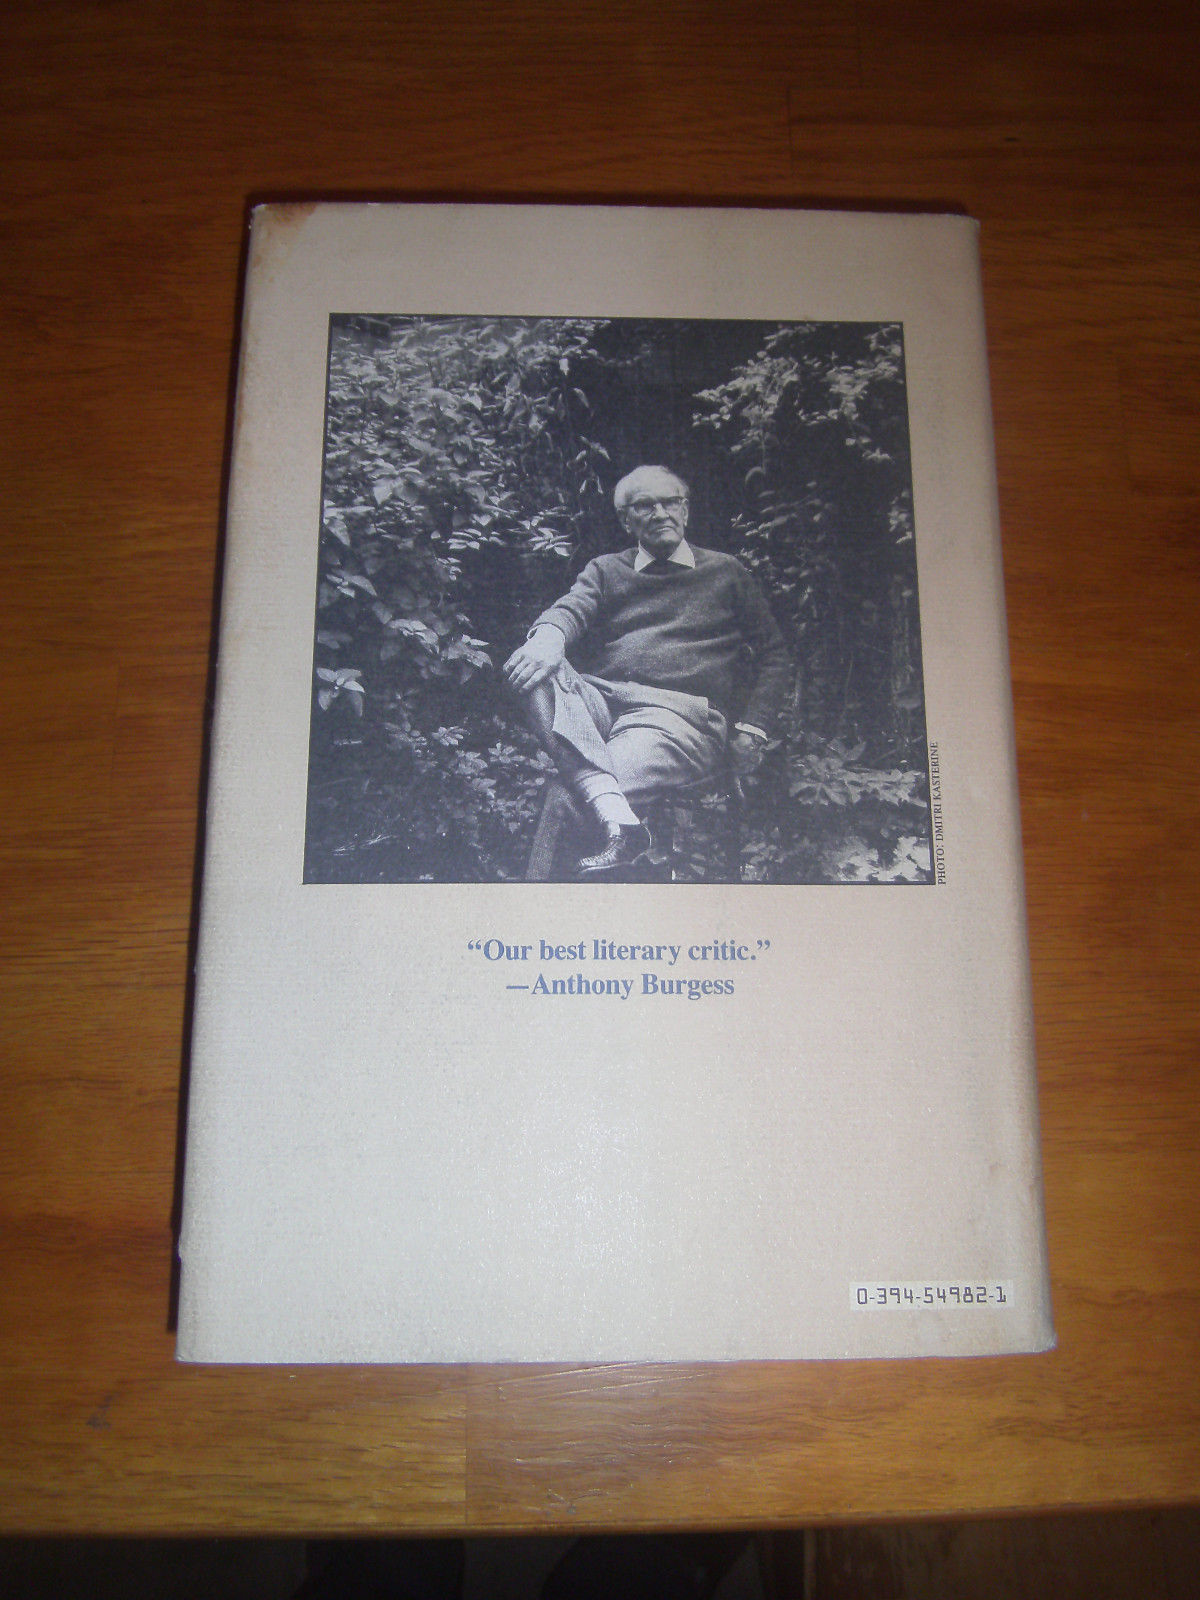 PHOTO: DMITRI KASTERINE
“Our best literary critic.”
—Anthony Burgess
0-394-54982-1